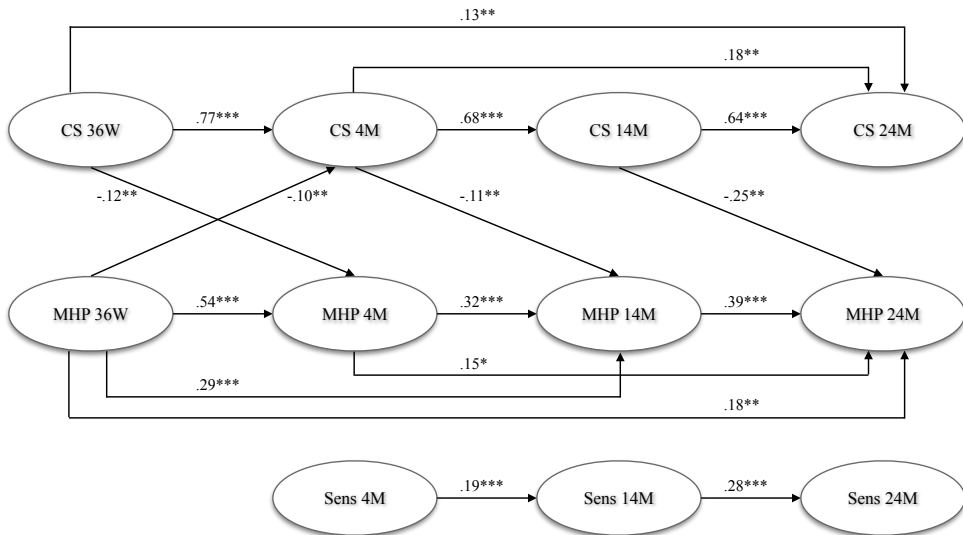 .13**
.18**
CS 36W .77*** CS 4M .68*** CS 14M .64*** CS 24M
-.12** -.10** -.11** -.25**
MHP 36W .54*** MHP 4M .32*** MHP 14M .39*** MHP 24M
.15*
.29***
.18**
Sens 4M .19*** Sens 14M .28*** Sens 24M